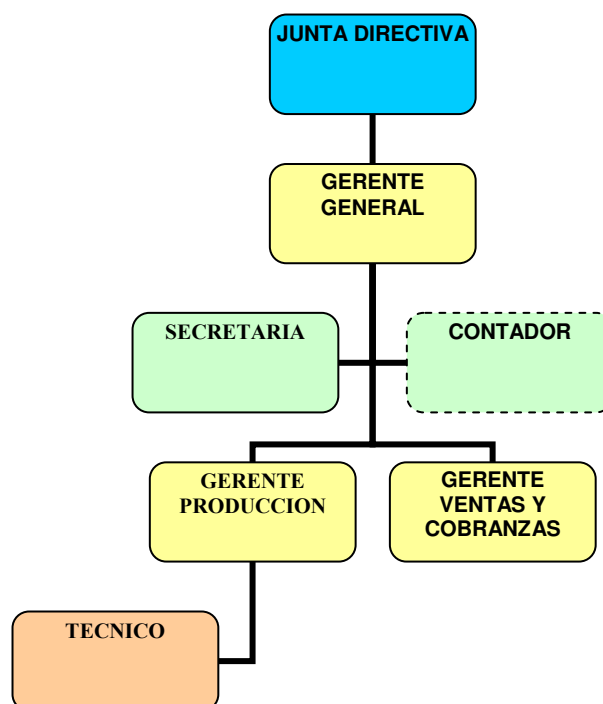 JUNTA DIRECTIVA
GERENTE
GENERAL
SECRETARIA
CONTADOR
GERENTE
PRODUCCION
GERENTE
VENTAS Y
COBRANZAS
TECNICO